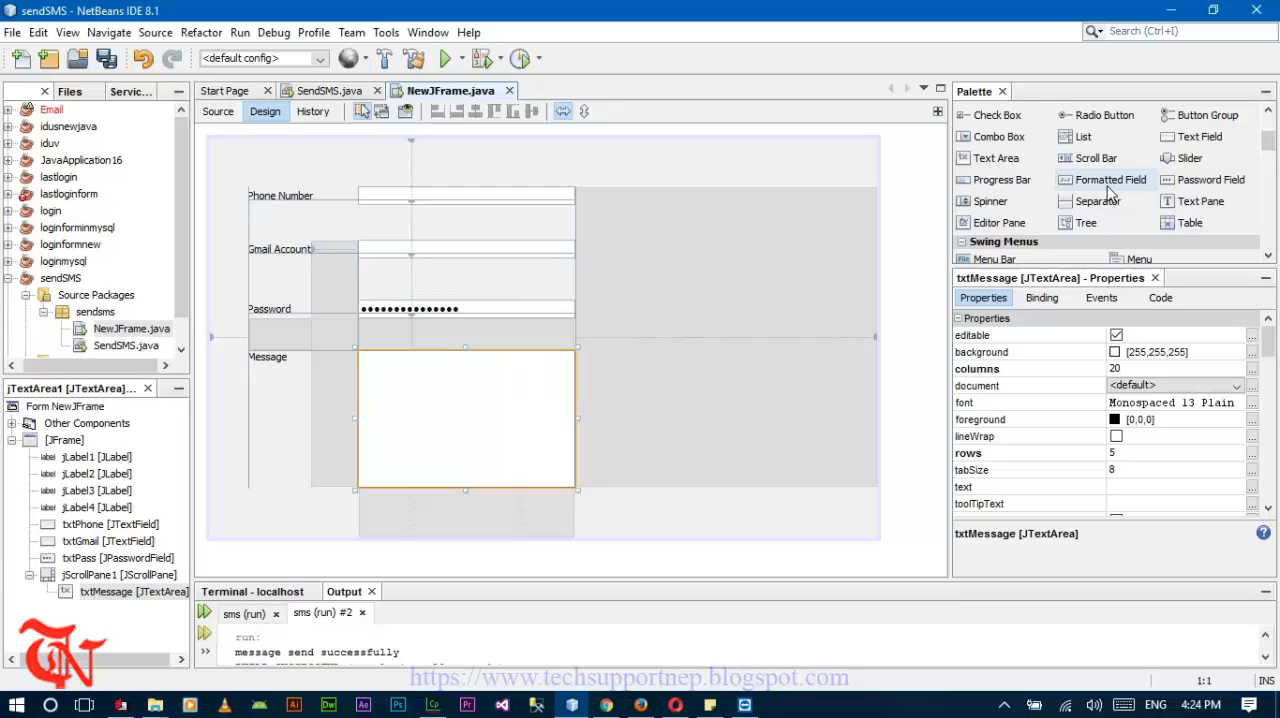 sendSMS - NetBeans IDE 8.1
File Edit View Navigate Source Refactor Run Debug Profile Team Tools Window Help
Search (Ctrl+I)
<default config>
Files Servic...
Start Page SendSMS.java NewJFrame.java
Palette
Source Design History
Email
idusnewjava
iduv
JavaApplication16
lastlogin
lastloginform
login
loginforminmysql
loginformnew
loginmysql
sendSMS
Source Packages
sendsms
NewJFrame.java
SendSMS.java
jTextArea1 [JTextArea]...
Form NewJFrame
Other Components
[JFrame]
jLabel1 [JLabel]
jLabel2 [JLabel]
jLabel3 [JLabel]
jLabel4 [JLabel]
txtPhone [JTextField]
txtGmail [JTextField]
txtPass [JPasswordField]
jScrollPane1 [JScrollPane]
txtMessage [JTextArea]
Phone Number
Gmail Account
Password
Message
Check Box Radio Button Button Group
Combo Box List Text Field
Text Area Scroll Bar Slider
Progress Bar Formatted Field Password Field
Spinner Separator Text Pane
Editor Pane Tree Table
Swing Menus
Menu Bar Menu
txtMessage [JTextArea] - Properties
Properties Binding Events Code
Properties
editable
background [255,255,255]
columns 20
document <default>
font Monospaced 13 Plain
foreground [0,0,0]
lineWrap
rows 5
tabSize 8
text
toolTipText
txtMessage [JTextArea]
Terminal - localhost Output
sms (run) sms (run) #2
run:
message send successfully
https://www.techsupportnep.blogspot.com
1:1 INS
TN
Ai Dw Ae Ps Cp Pr
ENG 4:24 PM